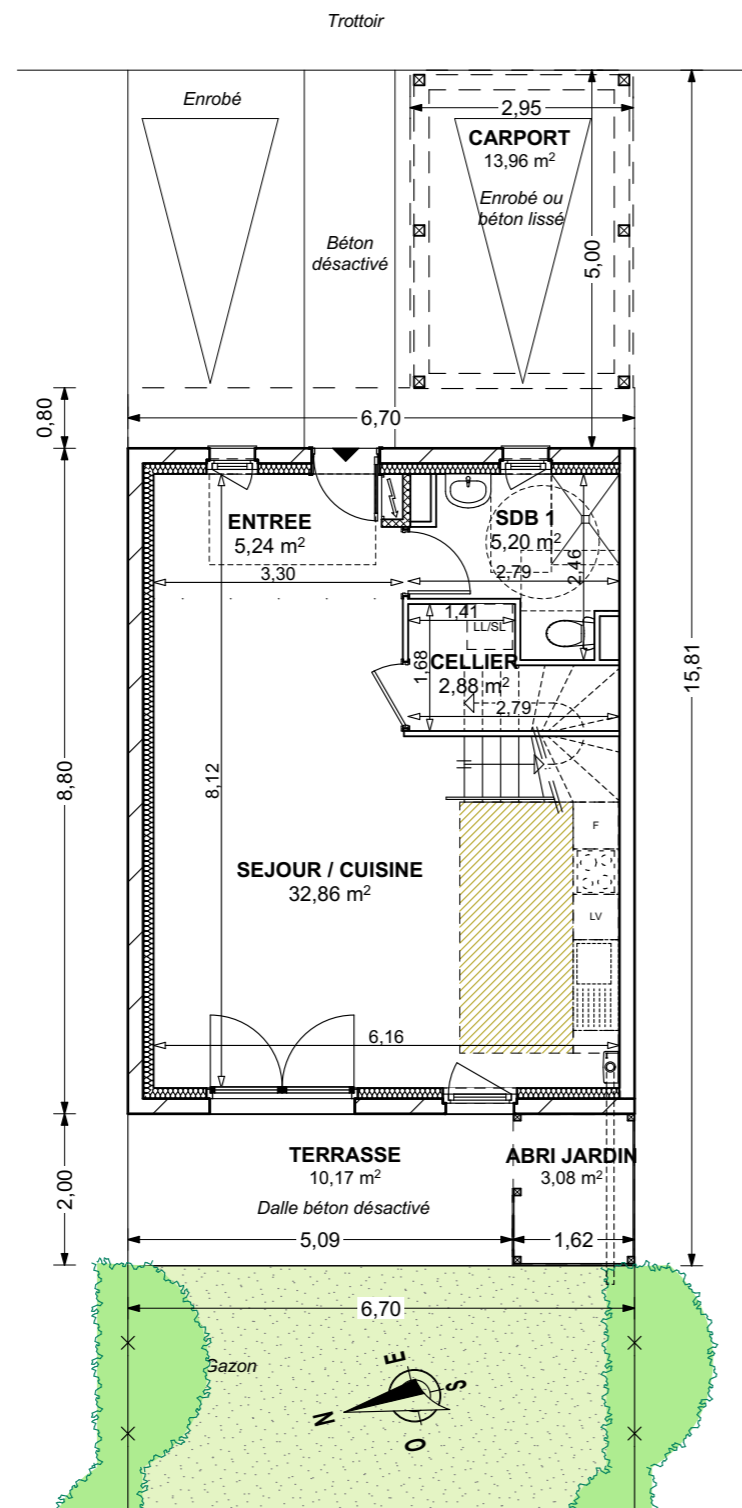 Trottoir
Enrobé
2,95
CARPORT
13,96 m²
Enrobé ou
béton lissé
Béton
désactivé
5,00
0,80
6,70
ENTREE
5,24 m²
SDB 1
5,20 m²
3,30
2,79
2,46
1,41
LL/SL
1,68
CELLIER
2,88 m²
2,79
15,81
8,80
8,12
F
SEJOUR / CUISINE
32,86 m²
LV
6,16
TERRASSE
10,17 m²
Dalle béton désactivé
ABRI JARDIN
3,08 m²
2,00
5,09
1,62
6,70
Gazon
E
S
N
O